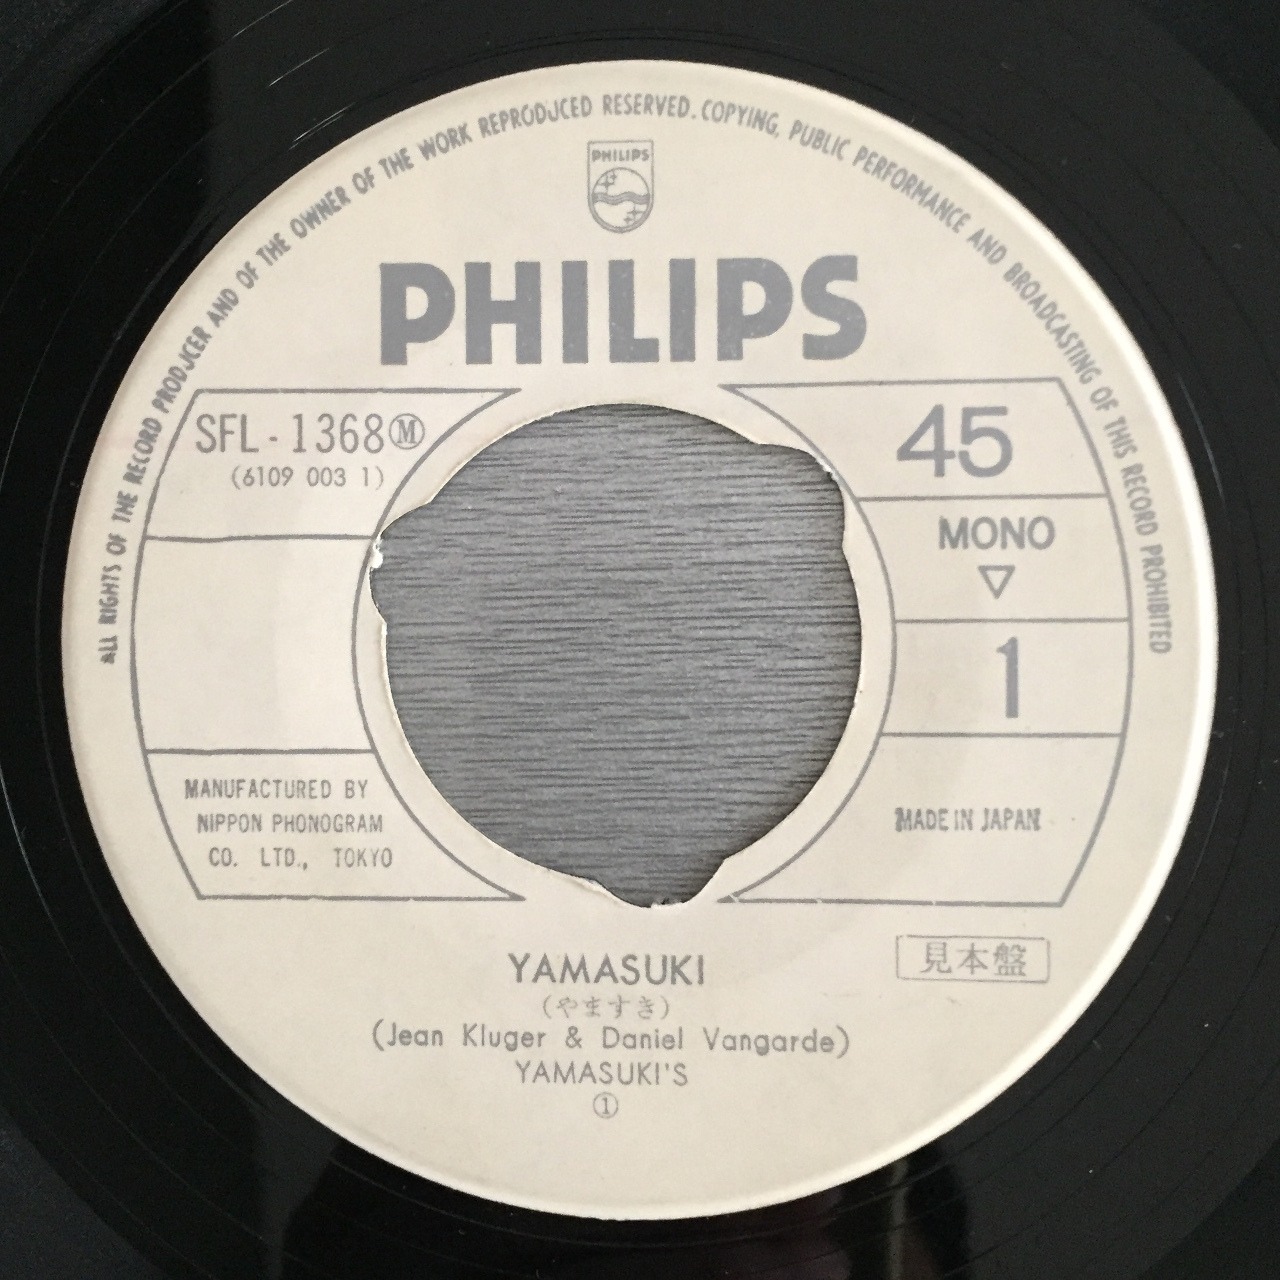 ALL RIGHTS OF THE RECORD PRODUCER AND OF THE OWNER OF THE WORK REPRODUCED RESERVED. COPYING, PUBLIC PERFORMANCE AND BROADCASTING OF THIS RECORD PROHIBITED
PHILIPS
PHILIPS
SFL-1368Ⓜ
(6109 003 1)
45
MONO
▽
1
MANUFACTURED BY
NIPPON PHONOGRAM
CO. LTD., TOKYO
MADE IN JAPAN
見本盤
YAMASUKI
(やますき)
(Jean Kluger & Daniel Vangarde)
YAMASUKI'S
①